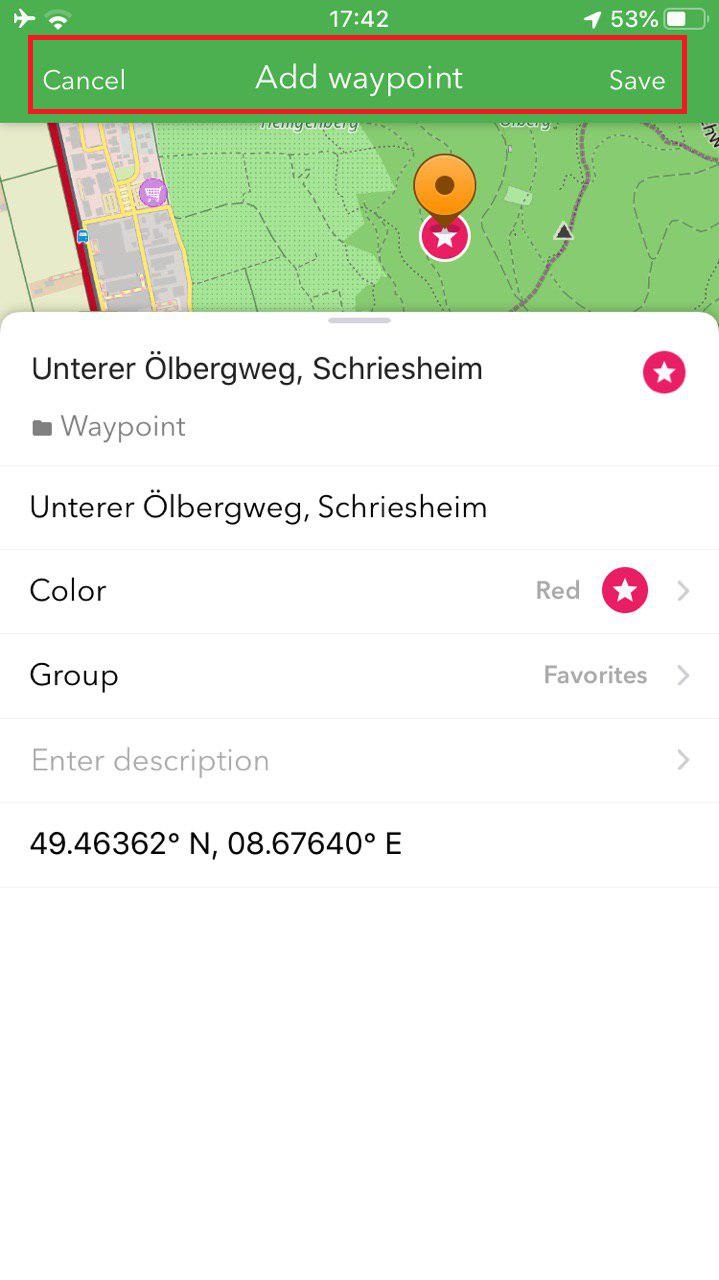 17:42
53%
Cancel
Add waypoint
Save
Ölberg
Unterer Ölbergweg, Schriesheim
Waypoint
Unterer Ölbergweg, Schriesheim
Color
Red
Group
Favorites
Enter description
49.46362° N, 08.67640° E